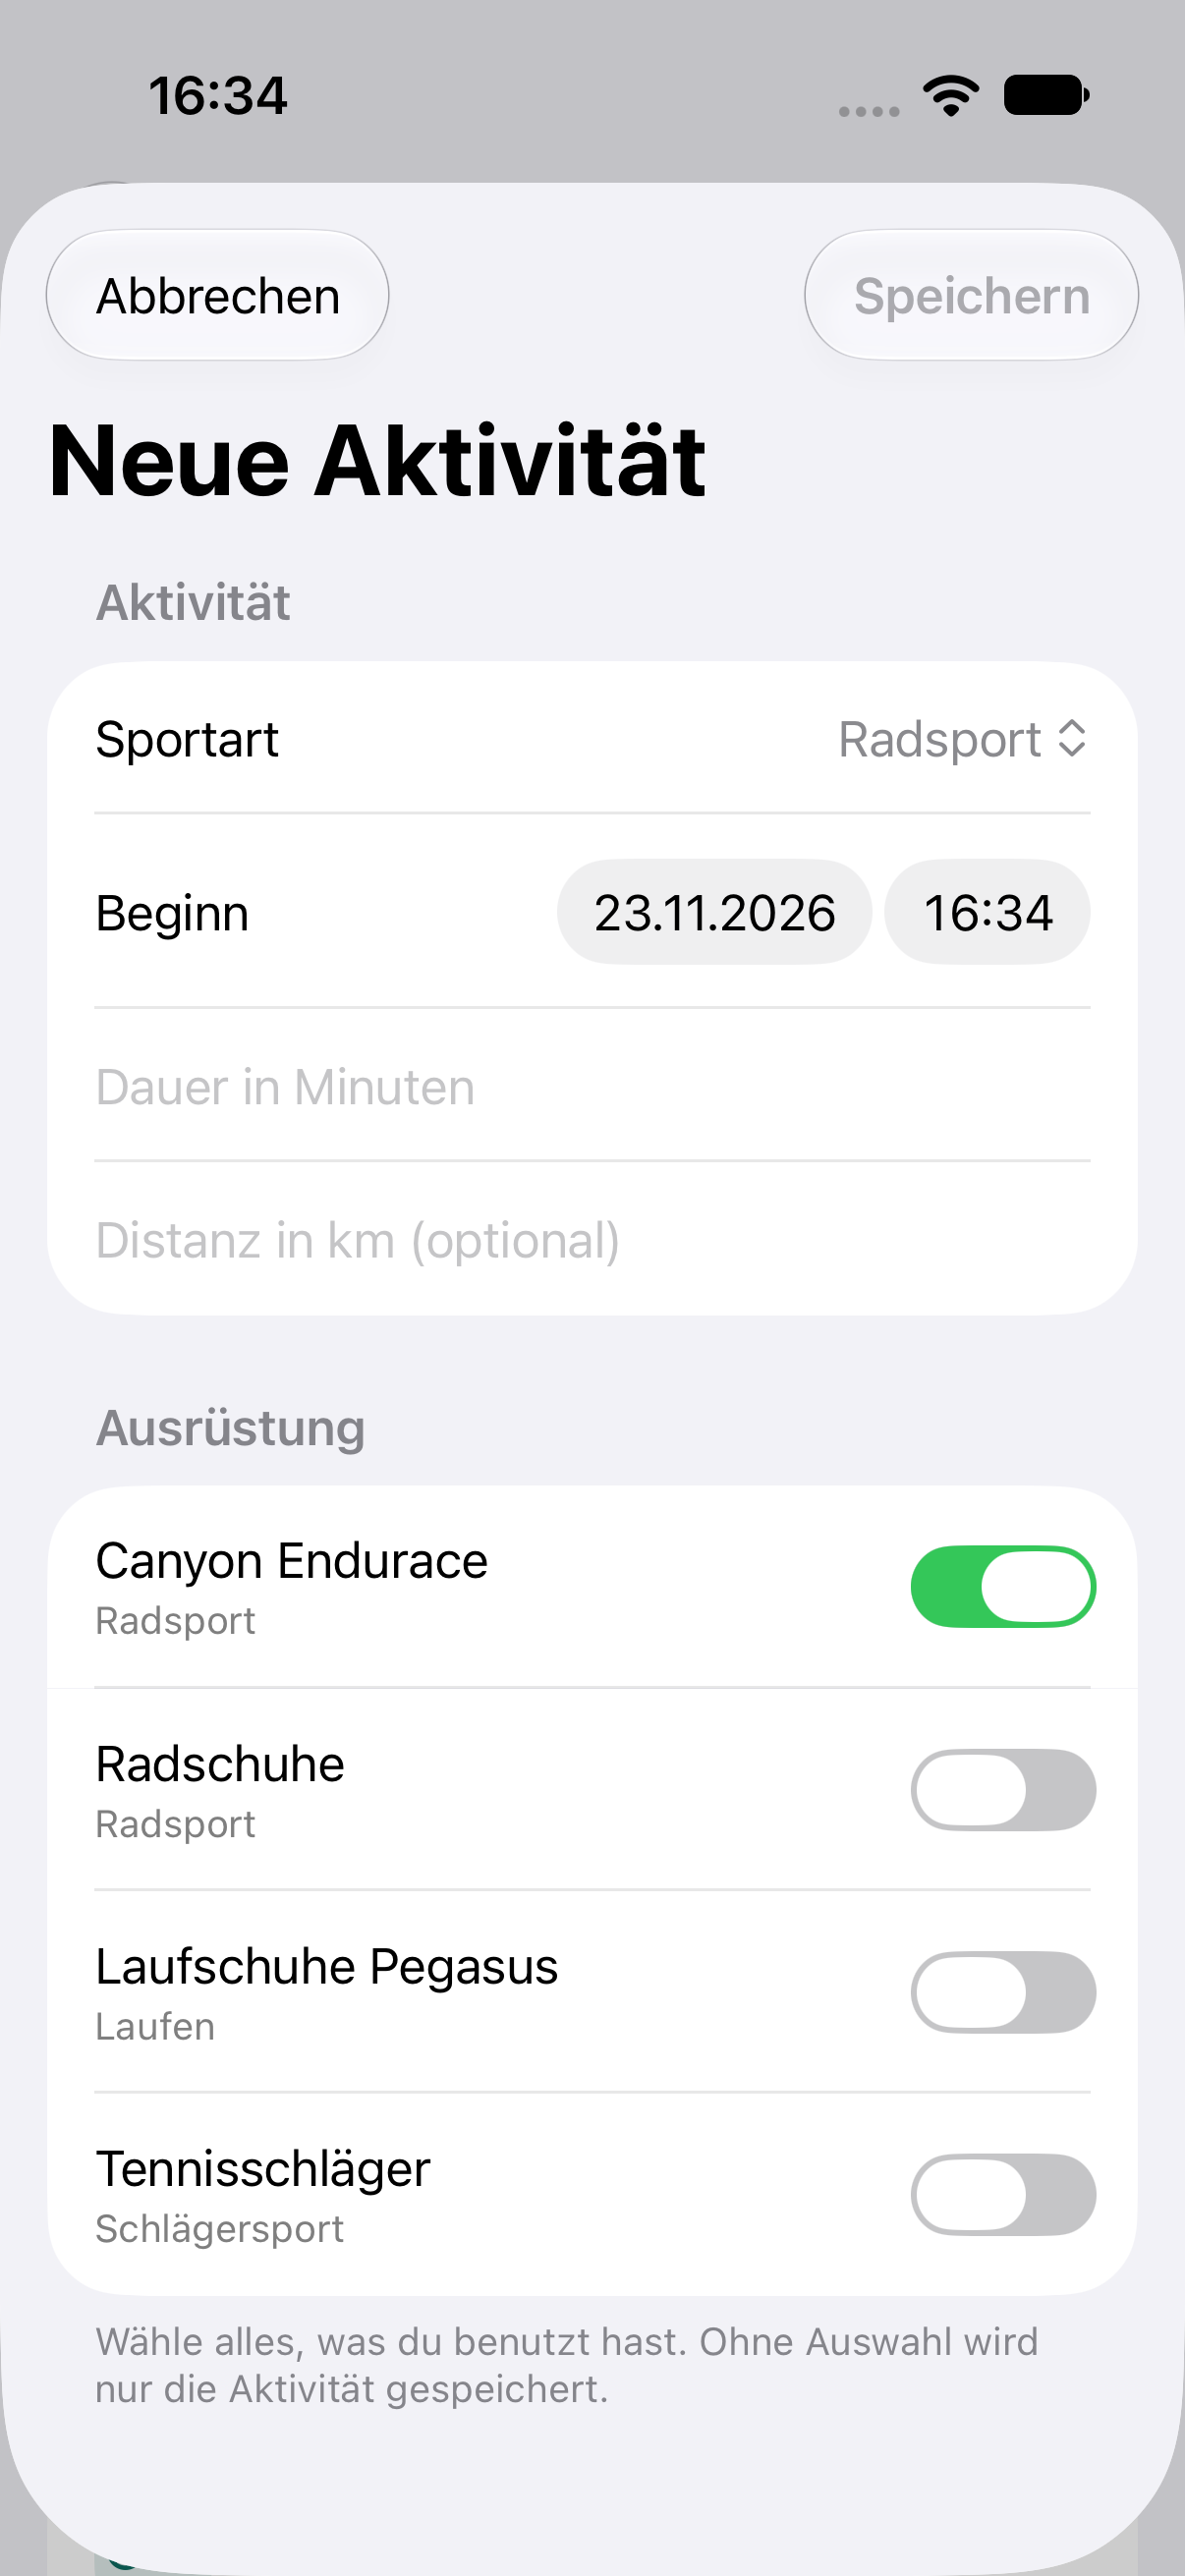 16:34
Abbrechen
Speichern
Neue Aktivität
Aktivität
Sportart
Radsport
Beginn
23.11.2026
16:34
Dauer in Minuten
Distanz in km (optional)
Ausrüstung
Canyon Endurace
Radsport
Radschuhe
Radsport
Laufschuhe Pegasus
Laufen
Tennisschläger
Schlägersport
Wähle alles, was du benutzt hast. Ohne Auswahl wird
nur die Aktivität gespeichert.